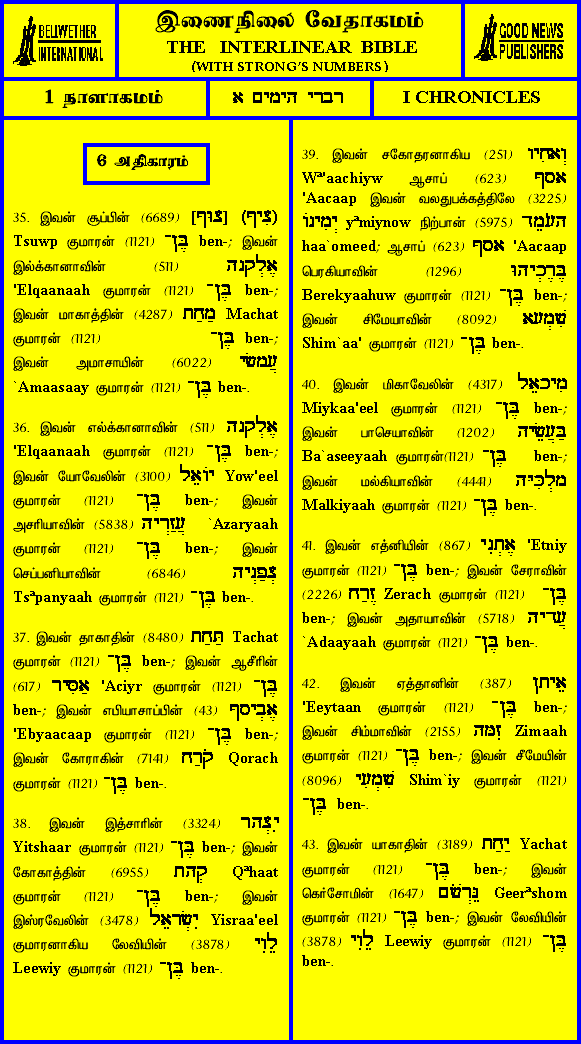 BELLWETHER
INTERNATIONAL
இணைநிலை வேதாகமம்
THE INTERLINEAR BIBLE
(WITH STRONG'S NUMBERS)
GOOD NEWS
PUBLISHERS
1 நாளாகமம்
דברי הימים א
I CHRONICLES
6 அதிகாரம்
35. இவன் சூப்பின் (6689) [צוּף] (צִיף)
Tsuwp குமாரன் (1121) בֶּן־ ben-; இவன்
இல்க்கானாவின் (511) אֶלְקָנָה
'Elqaanaah குமாரன் (1121) בֶּן־ ben-;
இவன் மாகாத்தின் (4287) מַחַת Machat
குமாரன் (1121) בֶּן־ ben-;
இவன் அமாசாயின் (6022) עֲמָשַׂי
`Amaasaay குமாரன் (1121) בֶּן־ ben-.
36. இவன் எல்க்கானாவின் (511) אֶלְקָנָה
'Elqaanaah குமாரன் (1121) בֶּן־ ben-;
இவன் யோவேலின் (3100) יוֹאֵל Yow'eel
குமாரன் (1121) בֶּן־ ben-; இவன்
அசரியாவின் (5838) עֲזַרְיָה `Azaryaah
குமாரன் (1121) בֶּן־ ben-; இவன்
செப்பனியாவின் (6846) צְפַנְיָה
Tsªpanyaah குமாரன் (1121) בֶּן־ ben-.
37. இவன் தாகாதின் (8480) תַּחַת Tachat
குமாரன் (1121) בֶּן־ ben-; இவன் ஆசீரின்
(617) אַסִּיר 'Aciyr குமாரன் (1121) בֶּן־
ben-; இவன் எபியாசாப்பின் (43) אֶבְיָסָף
'Ebyaacaap குமாரன் (1121) בֶּן־ ben-;
இவன் கோராகின் (7141) קֹרַח Qorach
குமாரன் (1121) בֶּן־ ben-.
38. இவன் இத்சாரின் (3324) יִצְהָר
Yitshaar குமாரன் (1121) בֶּן־ ben-; இவன்
கோகாத்தின் (6955) קְהָת Qªhaat
குமாரன் (1121) בֶּן־ ben-; இவன்
இஸ்ரவேலின் (3478) יִשְׂרָאֵל Yisraa'eel
குமாரனாகிய லேவியின் (3878) לֵוִי
Leewiy குமாரன் (1121) בֶּן־ ben-.
39. இவன் சகோதரனாகிய (251) וְאָחִיו
Wª'aachiyw ஆசாப் (623) אָסָף
'Aacaap இவன் வலதுபக்கத்திலே (3225)
יְמִינוֹ yªmiynow நிற்பான் (5975) הָעֹמֵד
haa`omeed; ஆசாப் (623) אָסָף 'Aacaap
பெரகியாவின் (1296) בֶּרֶכְיָהוּ
Berekyaahuw குமாரன் (1121) בֶּן־ ben-;
இவன் சிமேயாவின் (8092) שִׁמְעָא
Shim`aa' குமாரன் (1121) בֶּן־ ben-.
40. இவன் மிகாவேலின் (4317) מִיכָאֵל
Miykaa'eel குமாரன் (1121) בֶּן־ ben-;
இவன் பாசெயாவின் (1202) בַּעֲשֵׂיָה
Ba`aseeyaah குமாரன்(1121) בֶּן־ ben-;
இவன் மல்கியாவின் (4441) מַלְכִּיָּה
Malkiyaah குமாரன் (1121) בֶּן־ ben-.
41. இவன் எத்னியின் (867) אֶתְנִי 'Etniy
குமாரன் (1121) בֶּן־ ben-; இவன் சேராவின்
(2226) זֶרַח Zerach குமாரன் (1121) בֶּן־
ben-; இவன் அதாயாவின் (5718) עֲדָיָה
`Adaayaah குமாரன் (1121) בֶּן־ ben-.
42. இவன் ஏத்தானின் (387) אֵיתָן
'Eeytaan குமாரன் (1121) בֶּן־ ben-;
இவன் சிம்மாவின் (2155) זִמָּה Zimaah
குமாரன் (1121) בֶּן־ ben-; இவன் சீமேயின்
(8096) שִׁמְעִי Shim`iy குமாரன் (1121)
בֶּן־ ben-.
43. இவன் யாகாதின் (3189) יַחַת Yachat
குமாரன் (1121) בֶּן־ ben-; இவன்
கெர்சோமின் (1647) גֵּרְשֹׁם Geerªshom
குமாரன் (1121) בֶּן־ ben-; இவன் லேவியின்
(3878) לֵוִי Leewiy குமாரன் (1121) בֶּן־
ben-.